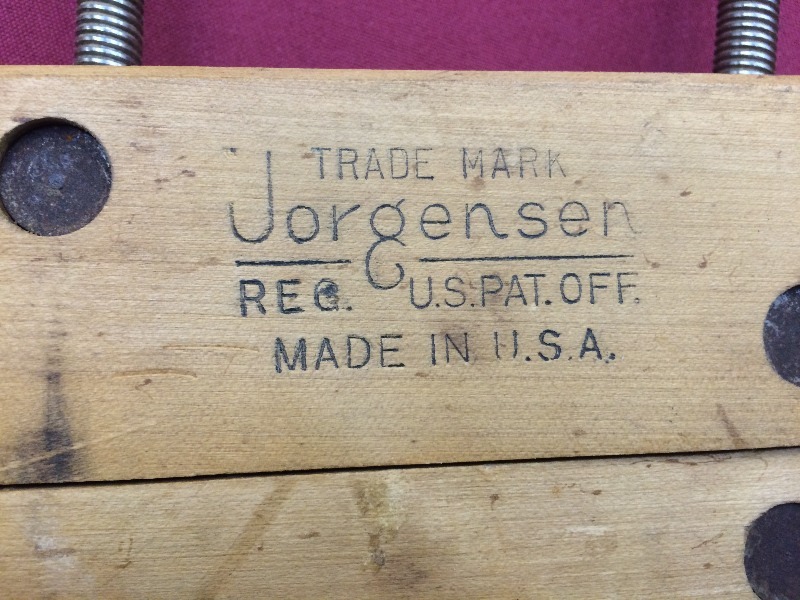 TRADE MARK
Jorgensen
REG. U.S.PAT.OFF.
MADE IN U.S.A.